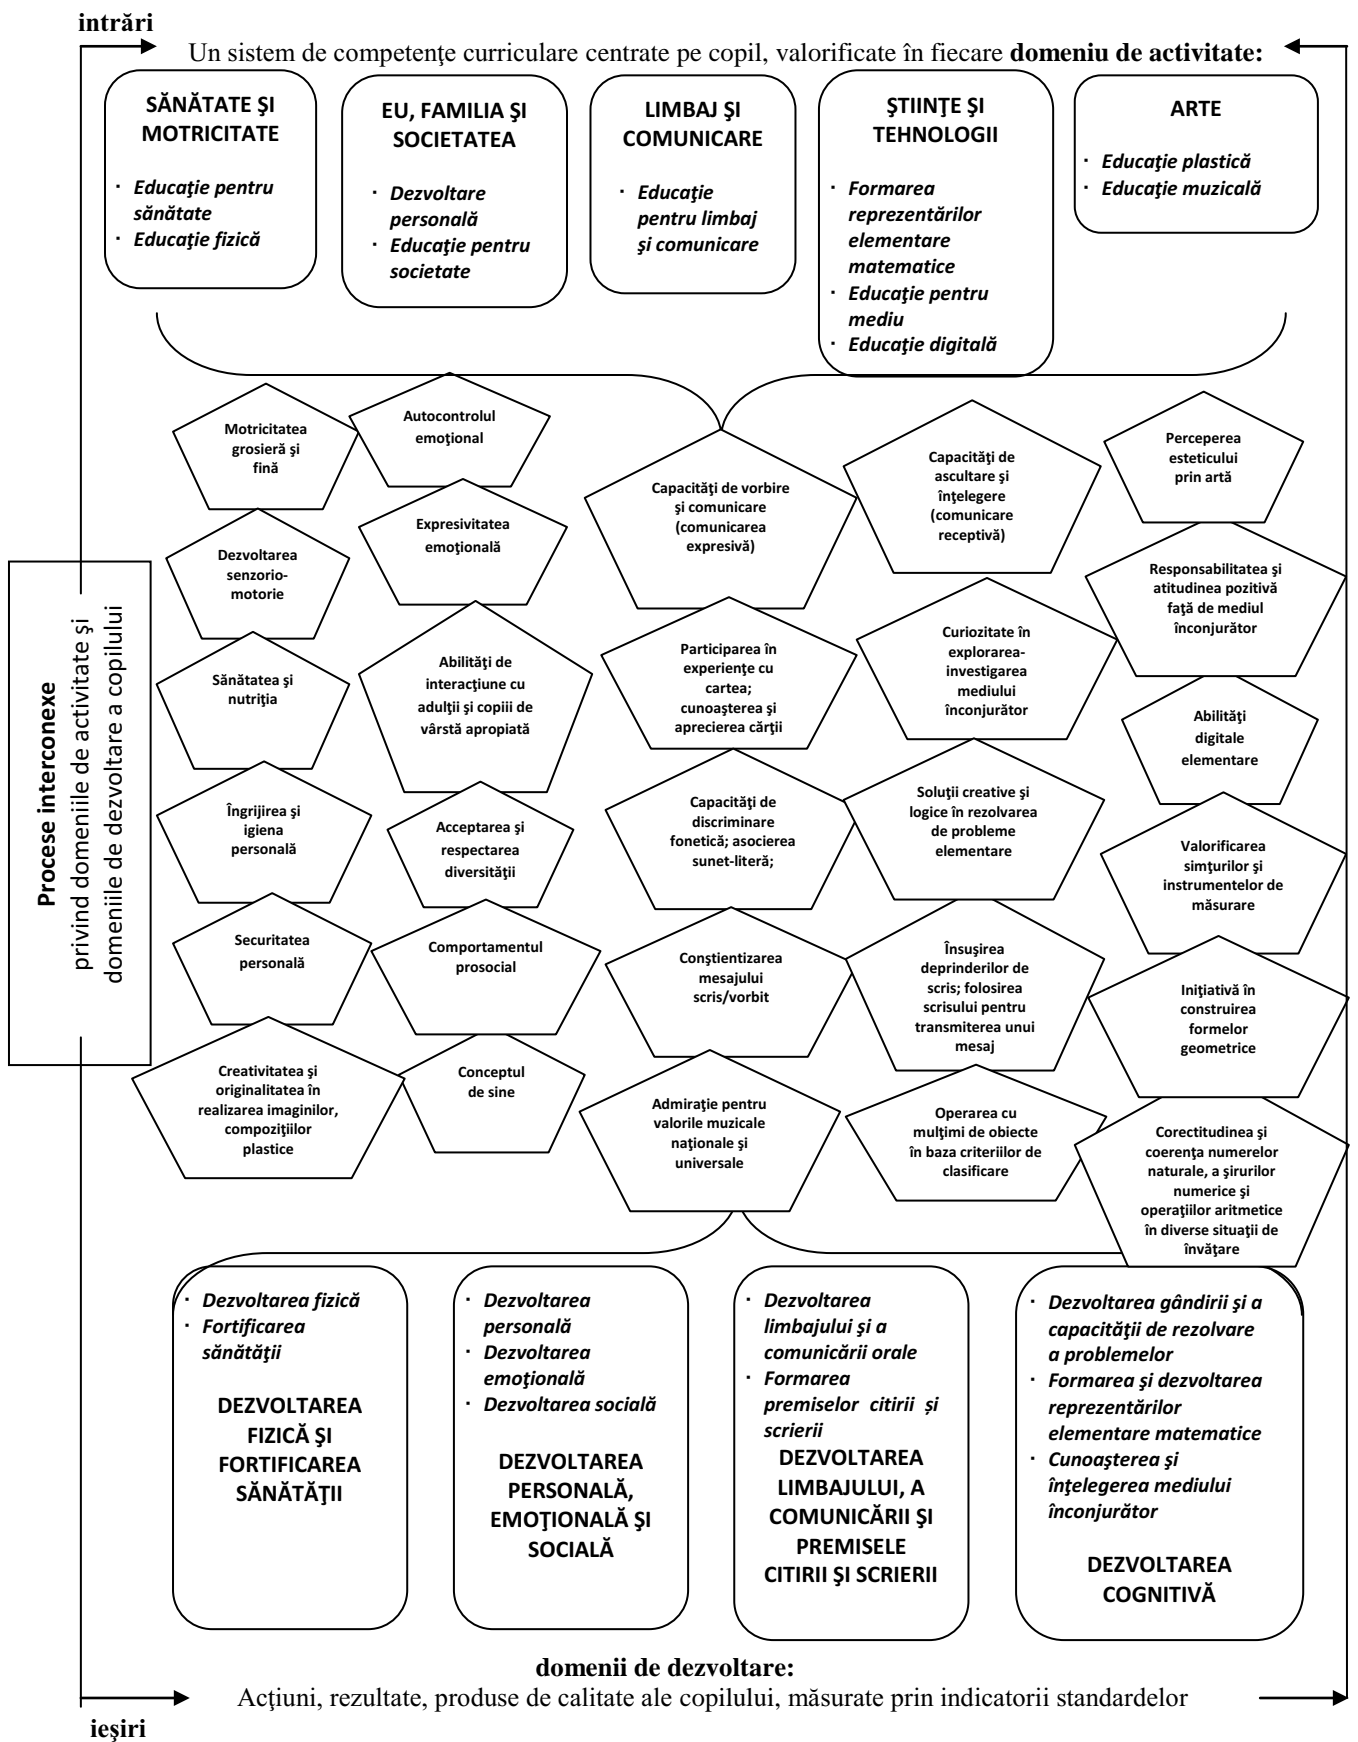 intrări
Un sistem de competenţe curriculare centrate pe copil, valorificate în fiecare domeniu de activitate:
SĂNĂTATE ŞI
MOTRICITATE
· Educaţie pentru
sănătate
· Educaţie fizică
EU, FAMILIA ŞI
SOCIETATEA
· Dezvoltare
personală
· Educaţie pentru
societate
LIMBAJ ŞI
COMUNICARE
· Educaţie
pentru limbaj
şi comunicare
ŞTIINŢE ŞI
TEHNOLOGII
· Formarea
reprezentărilor
elementare
matematice
· Educaţie pentru
mediu
· Educaţie digitală
ARTE
· Educaţie plastică
· Educaţie muzicală
Procese interconexe
privind domeniile de activitate şi
domeniile de dezvoltare a copilului
Motricitatea
grosieră şi
fină
Dezvoltarea
senzorio-
motorie
Sănătatea şi
nutriţia
Îngrijirea şi
igiena
personală
Securitatea
personală
Creativitatea şi
originalitatea în
realizarea imaginilor,
compoziţiilor
plastice
Autocontrolul
emoţional
Expresivitatea
emoţională
Abilităţi de
interacţiune cu
adulţii şi copiii de
vârstă apropiată
Acceptarea şi
respectarea
diversităţii
Comportamentul
prosocial
Conceptul
de sine
Capacităţi de vorbire
şi comunicare
(comunicarea
expresivă)
Participarea în
experienţe cu
cartea;
cunoaşterea şi
aprecierea cărţii
Capacităţi de
discriminare
fonetică; asocierea
sunet-literă;
Conştientizarea
mesajului
scris/vorbit
Admiraţie pentru
valorile muzicale
naţionale şi
universale
Capacităţi de
ascultare şi
înţelegere
(comunicare
receptivă)
Curiozitate în
explorarea-
investigarea
mediului
înconjurător
Soluţii creative şi
logice în rezolvarea
de probleme
elementare
Însuşirea
deprinderilor de
scris; folosirea
scrisului pentru
transmiterea unui
mesaj
Operarea cu
mulţimi de obiecte
în baza criteriilor de
clasificare
Perceperea
esteticului
prin artă
Responsabilitatea şi
atitudinea pozitivă
faţă de mediul
înconjurător
Abilităţi
digitale
elementare
Valorificarea
simţurilor şi
instrumentelor de
măsurare
Iniţiativă în
construirea
formelor
geometrice
Corectitudinea şi
coerenţa numerelor
naturale, a şirurilor
numerice şi
operaţiilor aritmetice
în diverse situaţii de
învăţare
· Dezvoltarea fizică
· Fortificarea
sănătăţii
DEZVOLTAREA
FIZICĂ ŞI
FORTIFICAREA
SĂNĂTĂŢII
· Dezvoltarea
personală
· Dezvoltarea
emoţională
· Dezvoltarea socială
DEZVOLTAREA
PERSONALĂ,
EMOŢIONALĂ ŞI
SOCIALĂ
· Dezvoltarea
limbajului şi a
comunicării orale
· Formarea
premiselor citirii și
scrierii
DEZVOLTAREA
LIMBAJULUI, A
COMUNICĂRII ŞI
PREMISELE
CITIRII ŞI SCRIERII
· Dezvoltarea gândirii şi a
capacităţii de rezolvare
a problemelor
· Formarea şi dezvoltarea
reprezentărilor
elementare matematice
· Cunoaşterea şi
înţelegerea mediului
înconjurător
DEZVOLTAREA
COGNITIVĂ
domenii de dezvoltare:
Acţiuni, rezultate, produse de calitate ale copilului, măsurate prin indicatorii standardelor
ieşiri